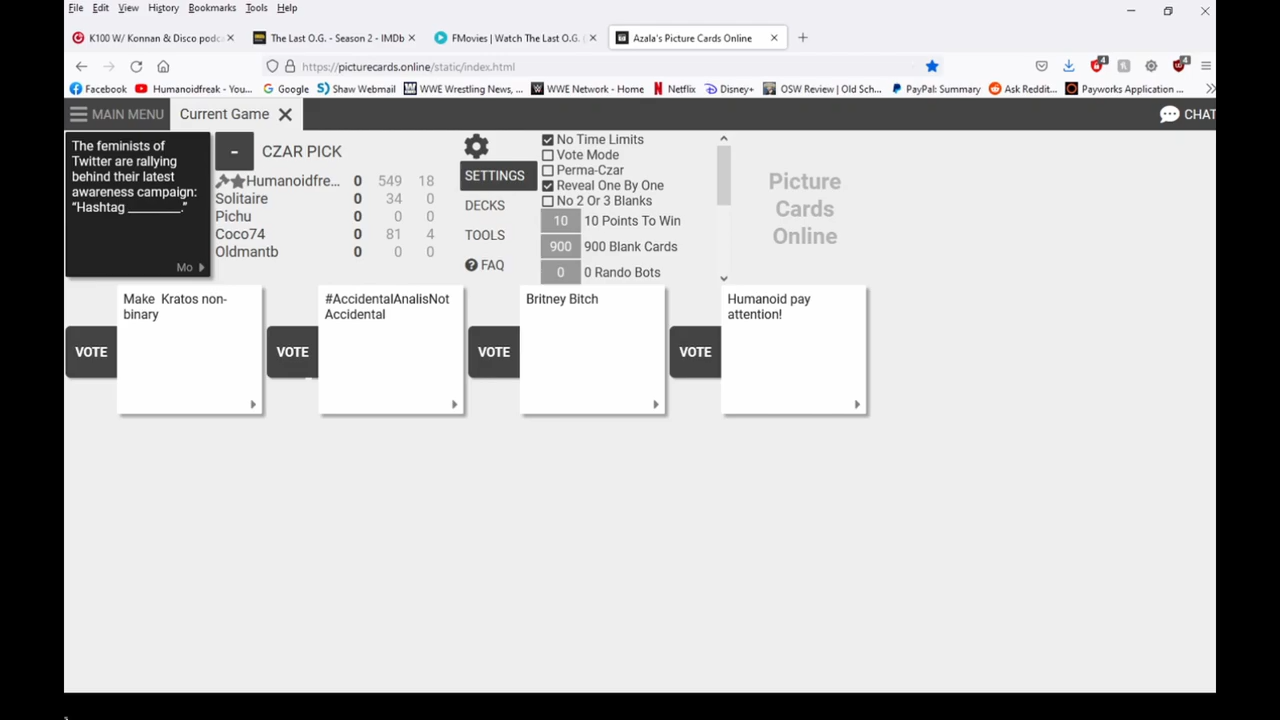 File Edit View History Bookmarks Tools Help
K100 W/ Konnan & Disco podc
The Last O.G. - Season 2 - IMDb
FMovies | Watch The Last O.G. (
Azala's Picture Cards Online
https://picturecards.online/static/index.html
4
4
Facebook Humanoidfreak - You... Google Shaw Webmail WWE Wrestling News, ... WWE Network - Home Netflix Disney+ OSW Review | Old Sch... PayPal: Summary Ask Reddit... Payworks Application ...
MAIN MENU
Current Game
CHAT
The feminists of
Twitter are rallying
behind their latest
awareness campaign:
“Hashtag ________.”
Mo
-
CZAR PICK
Humanoidfre... 0 549 18
Solitaire 0 34 0
Pichu 0 0 0
Coco74 0 81 4
Oldmantb 0 0 0
SETTINGS
DECKS
TOOLS
FAQ
No Time Limits
Vote Mode
Perma-Czar
Reveal One By One
No 2 Or 3 Blanks
10 10 Points To Win
900 900 Blank Cards
0 0 Rando Bots
Picture
Cards
Online
VOTE
Make Kratos non-
binary
VOTE
#AccidentalAnalisNot
Accidental
VOTE
Britney Bitch
VOTE
Humanoid pay
attention!